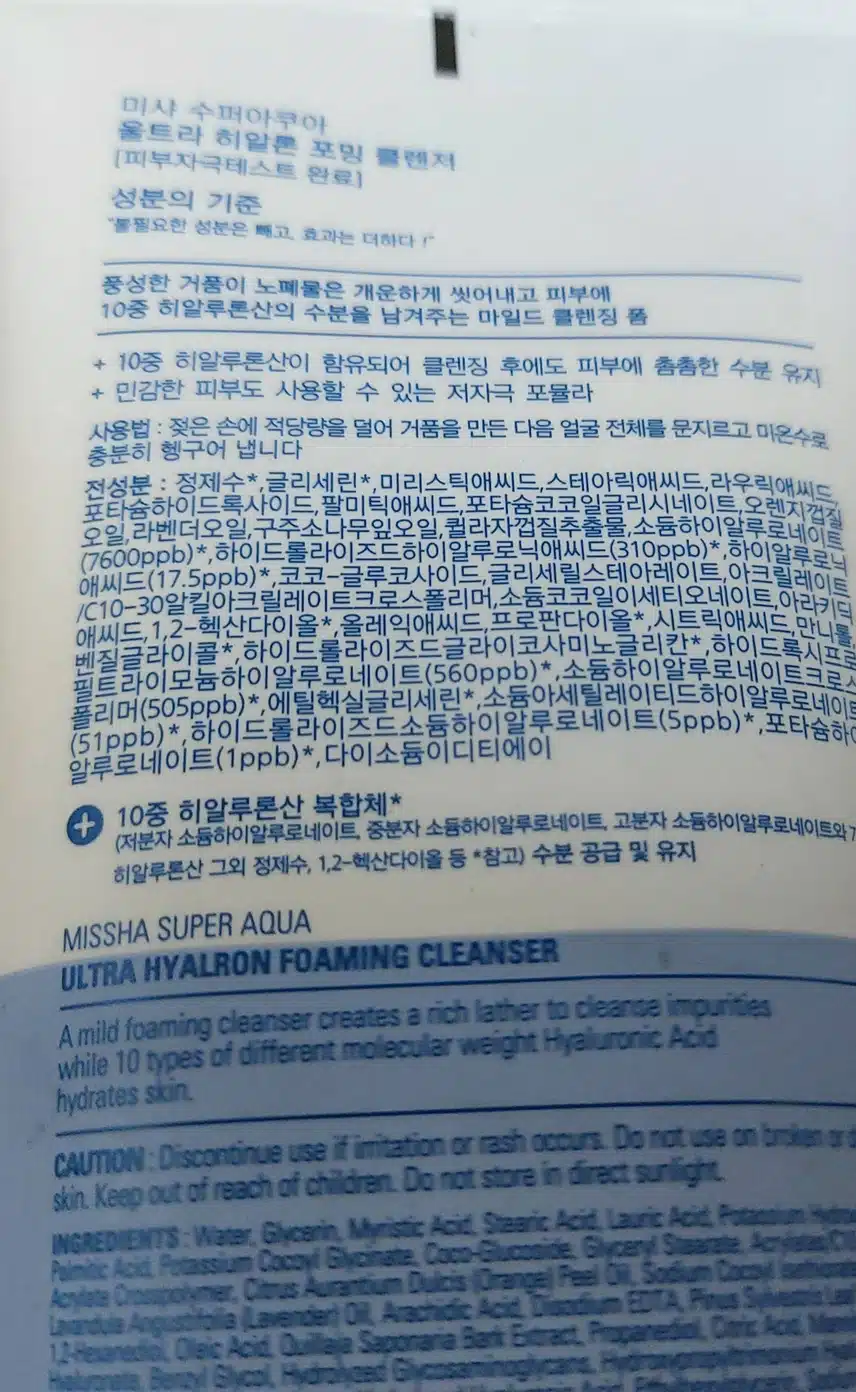 미샤 수퍼아쿠아
울트라 히알론 포밍 클렌저
[피부자극테스트 완료]
성분의 기준
"불필요한 성분은 빼고, 효과는 더하다 !"
풍성한 거품이 노폐물은 개운하게 씻어내고 피부에
10중 히알루론산의 수분을 남겨주는 마일드 클렌징 폼
+ 10중 히알루론산이 함유되어 클렌징 후에도 피부에 촘촘한 수분 유지
+ 민감한 피부도 사용할 수 있는 저자극 포뮬라
사용법 : 젖은 손에 적당량을 덜어 거품을 만든 다음 얼굴 전체를 문지르고 미온수로
충분히 헹구어 냅니다
전성분 : 정제수*,글리세린*,미리스틱애씨드,스테아릭애씨드,라우릭애씨드,
포타슘하이드록사이드,팔미틱애씨드,포타슘코코일글리시네이트,오렌지껍질
오일,라벤더오일,구주소나무잎오일,퀼라자껍질추출물,소듐하이알루로네이트
(7600ppb)*,하이드롤라이즈드하이알루로닉애씨드(310ppb)*,하이알루로닉
애씨드(17.5ppb)*,코코-글루코사이드,글리세릴스테아레이트,아크릴레이트
/C10-30알킬아크릴레이트크로스폴리머,소듐코코일이세티오네이트,아라키딕
애씨드,1,2-헥산다이올*,올레익애씨드,프로판다이올*,시트릭애씨드,만니톨,
벤질글라이콜*,하이드롤라이즈드글라이코사미노글리칸*,하이드록시프로
필트라이모늄하이알루로네이트(560ppb)*,소듐하이알루로네이트크로스
폴리머(505ppb)*,에틸헥실글리세린*,소듐아세틸레이티드하이알루로네이트
(51ppb)*,하이드롤라이즈드소듐하이알루로네이트(5ppb)*,포타슘하이
알루로네이트(1ppb)*,다이소듐이디티에이
10중 히알루론산 복합체*
(저분자 소듐하이알루로네이트, 중분자 소듐하이알루로네이트, 고분자 소듐하이알루로네이트와 7
히알루론산 그외 정제수, 1,2-헥산다이올 등 *참고) 수분 공급 및 유지
MISSHA SUPER AQUA
ULTRA HYALRON FOAMING CLEANSER
A mild foaming cleanser creates a rich lather to cleanse impurities
while 10 types of different molecular weight Hyaluronic Acid
hydrates skin.
CAUTION : Discontinue use if irritation or rash occurs. Do not use on broken or
skin. Keep out of reach of children. Do not store in direct sunlight.
INGREDIENTS : Water, Glycerin, Myristic Acid, Stearic Acid, Lauric Acid, Potassium
Palmitic Acid, Potassium Cocoyl Glycinate, Coco-Glucoside, Glyceryl Stearate,
Acrylate Crosspolymer, Citrus Aurantium Dulcis (Orange) Peel Oil, Sodium Cocoyl
Lavandula Angustifolia (Lavender) Oil, Arachidic Acid, Disodium EDTA, Pinus Sylvestris Leaf
1,2-Hexanediol, Oleic Acid, Quillaja Saponaria Bark Extract, Propanediol, Citric Acid,
Benzyl Glycol, Hydrolyzed Glycosaminoglycans,